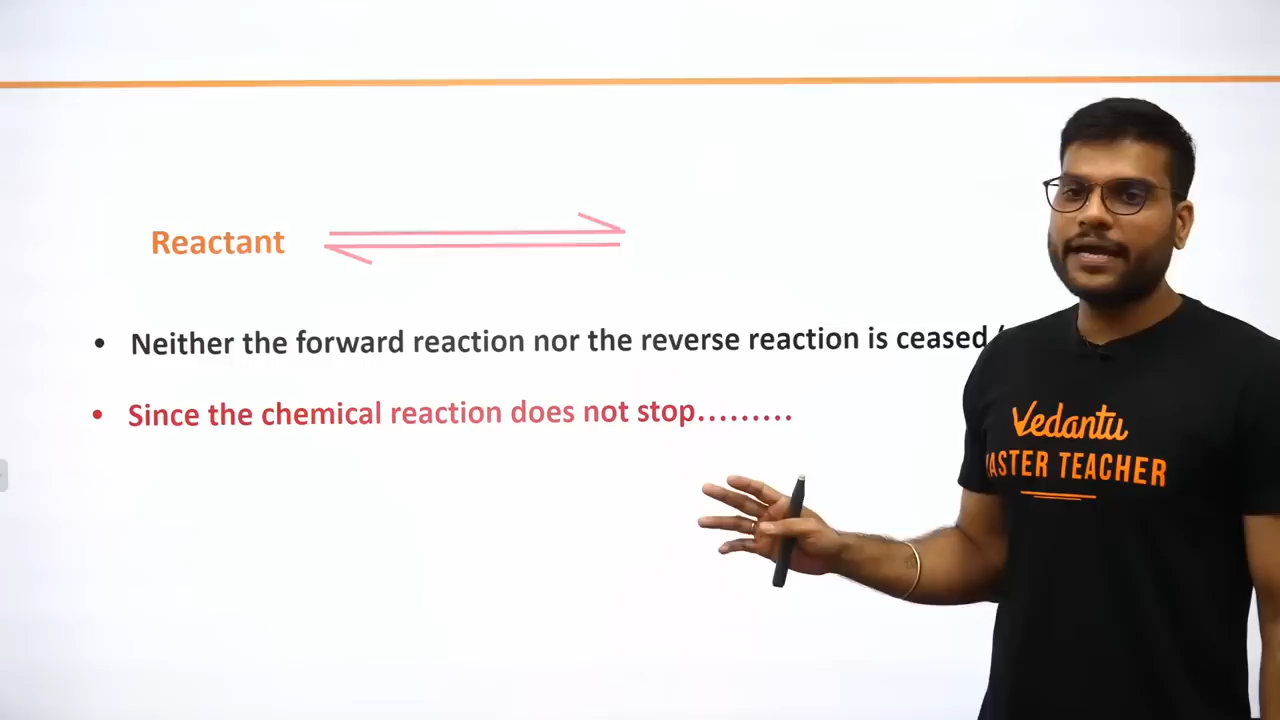 Reactant
• Neither the forward reaction nor the reverse reaction is ceased (
• Since the chemical reaction does not stop.........
Vedantu
MASTER TEACHER